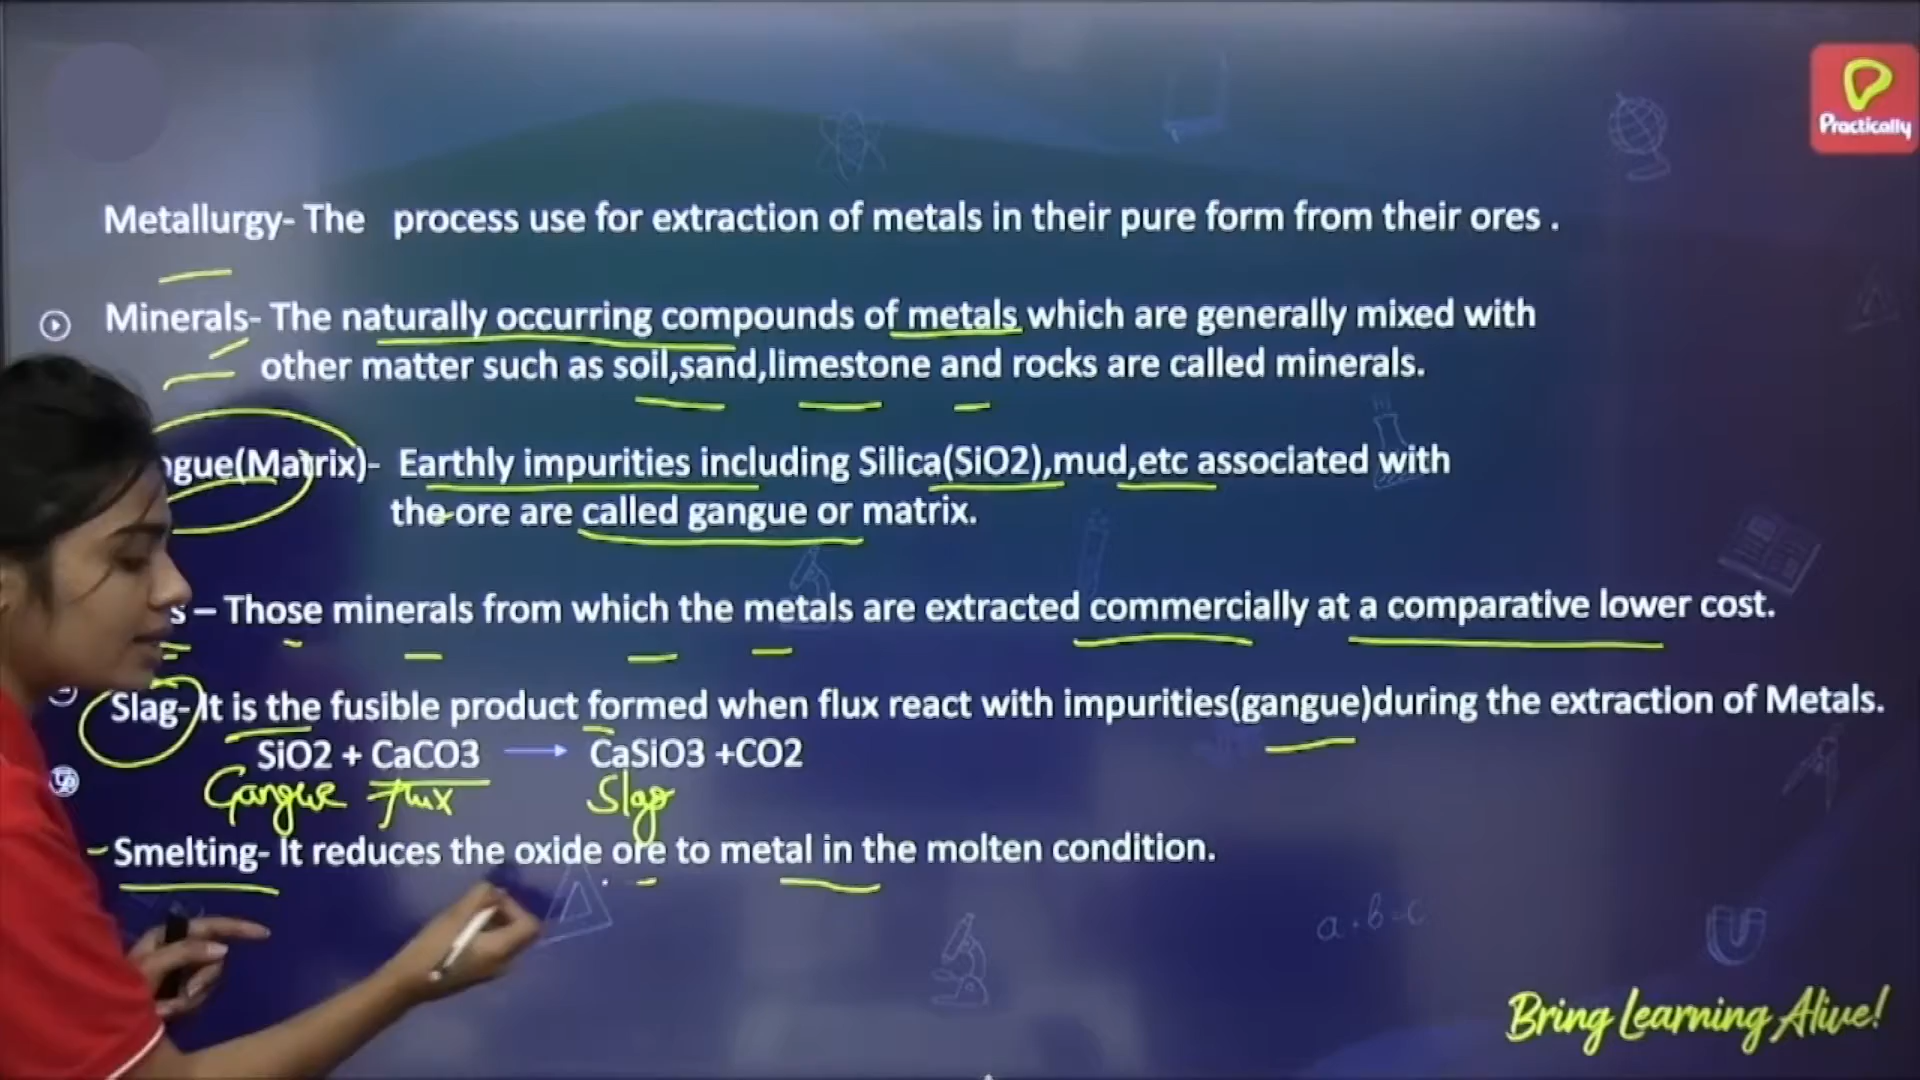 Practically
Metallurgy- The process use for extraction of metals in their pure form from their ores .
Minerals- The naturally occurring compounds of metals which are generally mixed with
other matter such as soil,sand,limestone and rocks are called minerals.
gue(Matrix)- Earthly impurities including Silica(SiO2),mud,etc associated with
the ore are called gangue or matrix.
s – Those minerals from which the metals are extracted commercially at a comparative lower cost.
Slag- It is the fusible product formed when flux react with impurities(gangue)during the extraction of Metals.
SiO2 + CaCO3 → CaSiO3 +CO2
Gangue flux Slag
Smelting- It reduces the oxide ore to metal in the molten condition.
a+b=c
Bring Learning Alive!